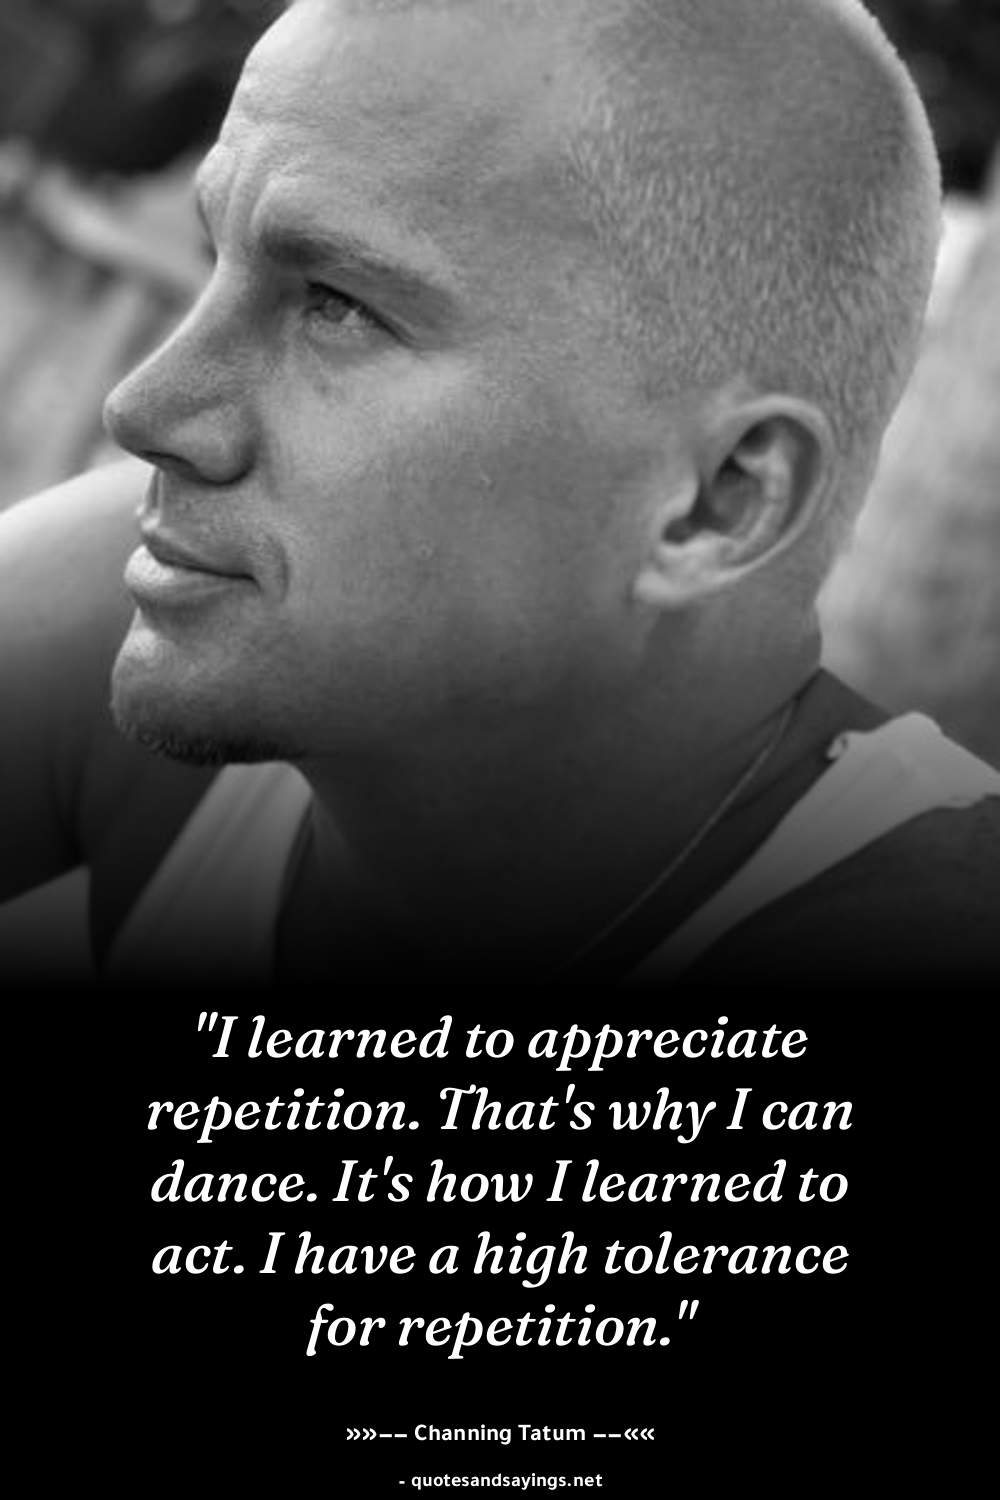 "I learned to appreciate
repetition. That's why I can
dance. It's how I learned to
act. I have a high tolerance
for repetition."
»»−− Channing Tatum −−««
- quotesandsayings.net